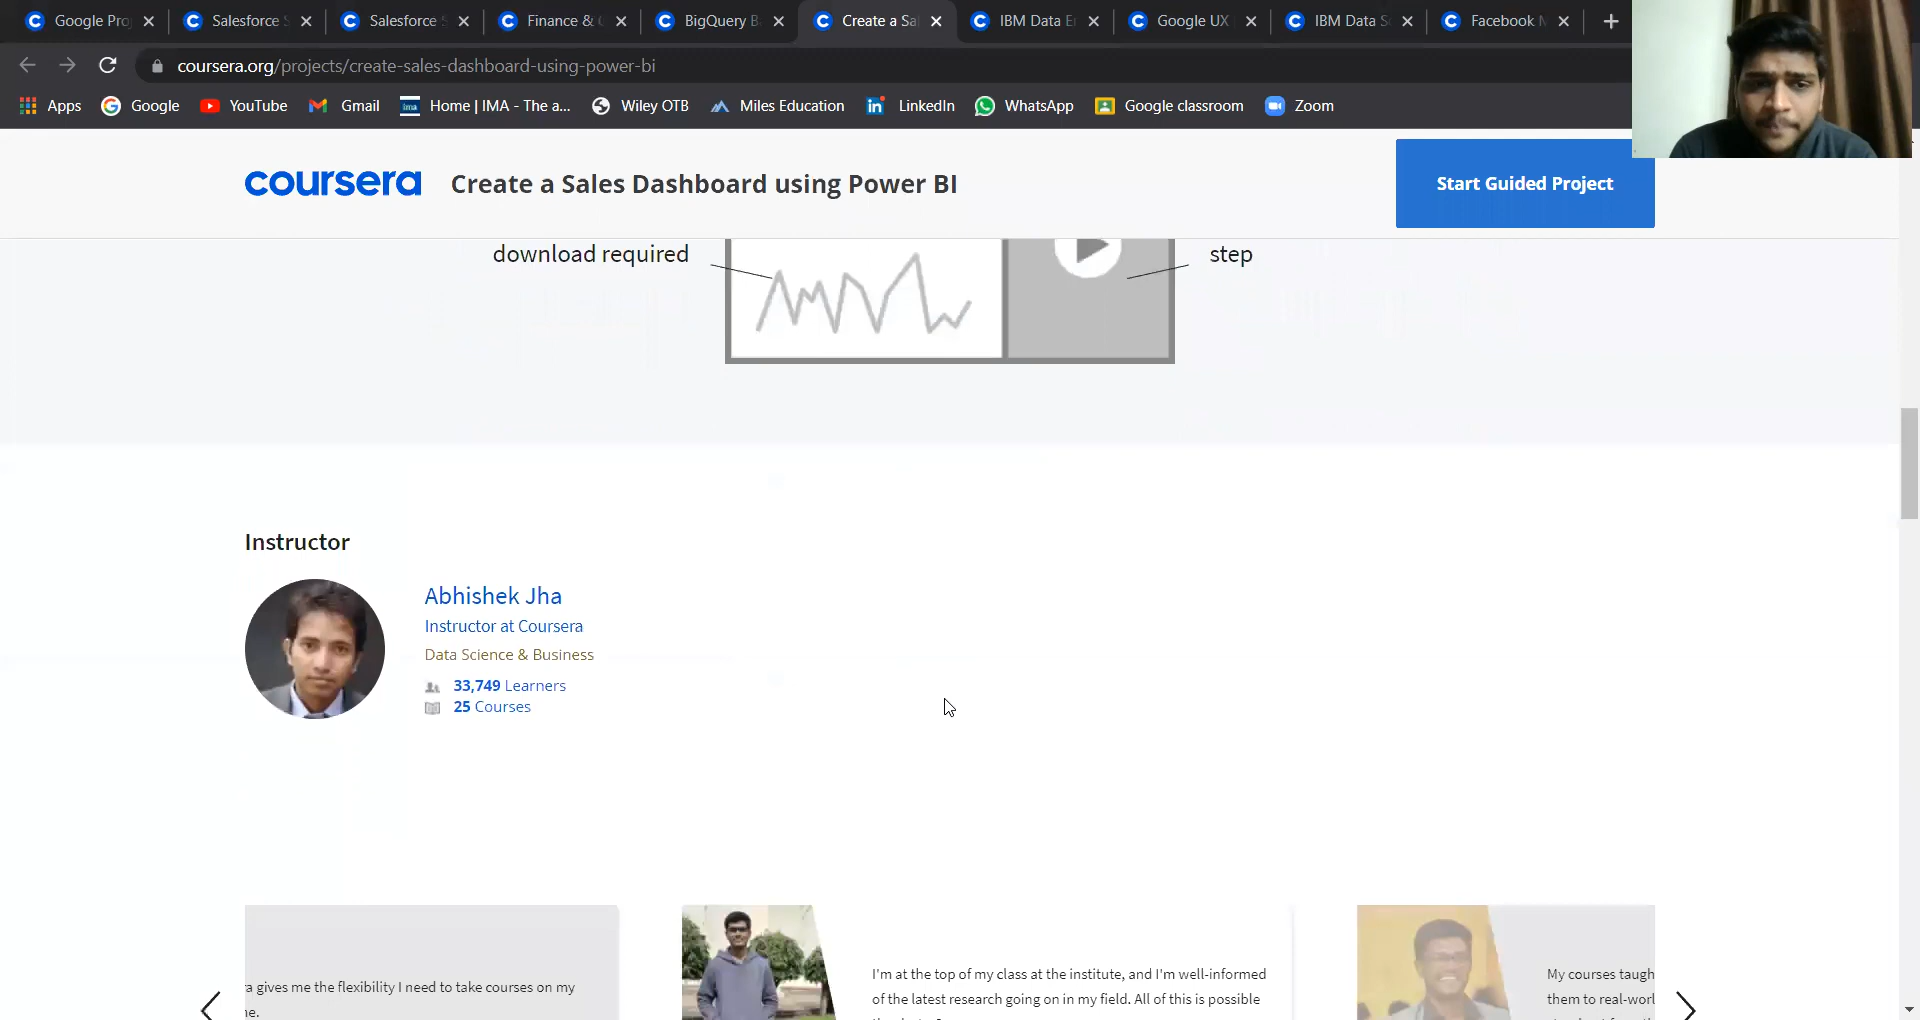 Google Pro
Salesforce S
Salesforce S
Finance &
BigQuery B
Create a Sal
IBM Data E
Google UX
IBM Data S
Facebook M
coursera.org/projects/create-sales-dashboard-using-power-bi
Apps
Google
YouTube
Gmail
Home | IMA - The a...
Wiley OTB
Miles Education
LinkedIn
WhatsApp
Google classroom
Zoom
coursera
Create a Sales Dashboard using Power BI
Start Guided Project
download required
step
Instructor
Abhishek Jha
Instructor at Coursera
Data Science & Business
33,749 Learners
25 Courses
a gives me the flexibility I need to take courses on my
ne.
I'm at the top of my class at the institute, and I'm well-informed
of the latest research going on in my field. All of this is possible
My courses taugh
them to real-worl